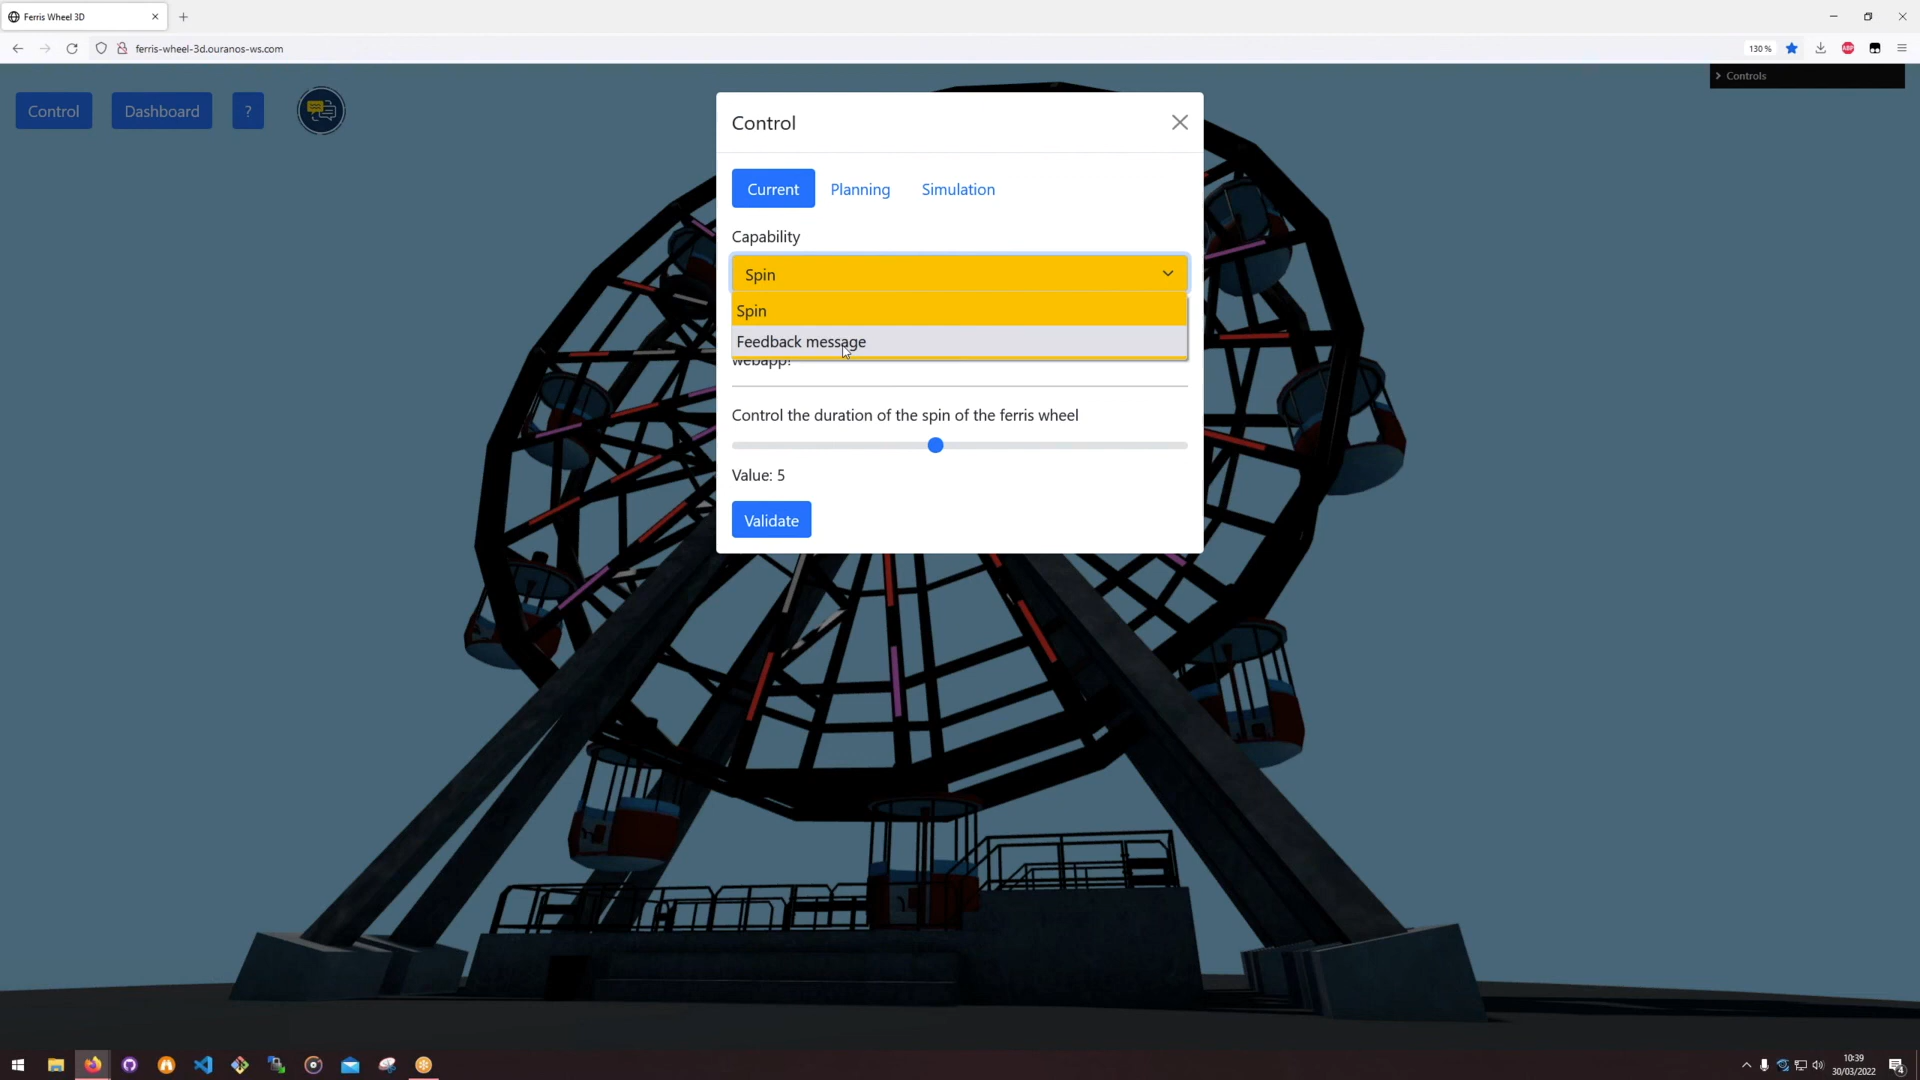 Ferris Wheel 3D
ferris-wheel-3d.ouranos-ws.com
130 %
ABP
Controls
Control
Dashboard
?
Control
Current
Planning
Simulation
Capability
Spin
Spin
Feedback message
webapp!
Control the duration of the spin of the ferris wheel
Value: 5
Validate
10:39
30/03/2022
4